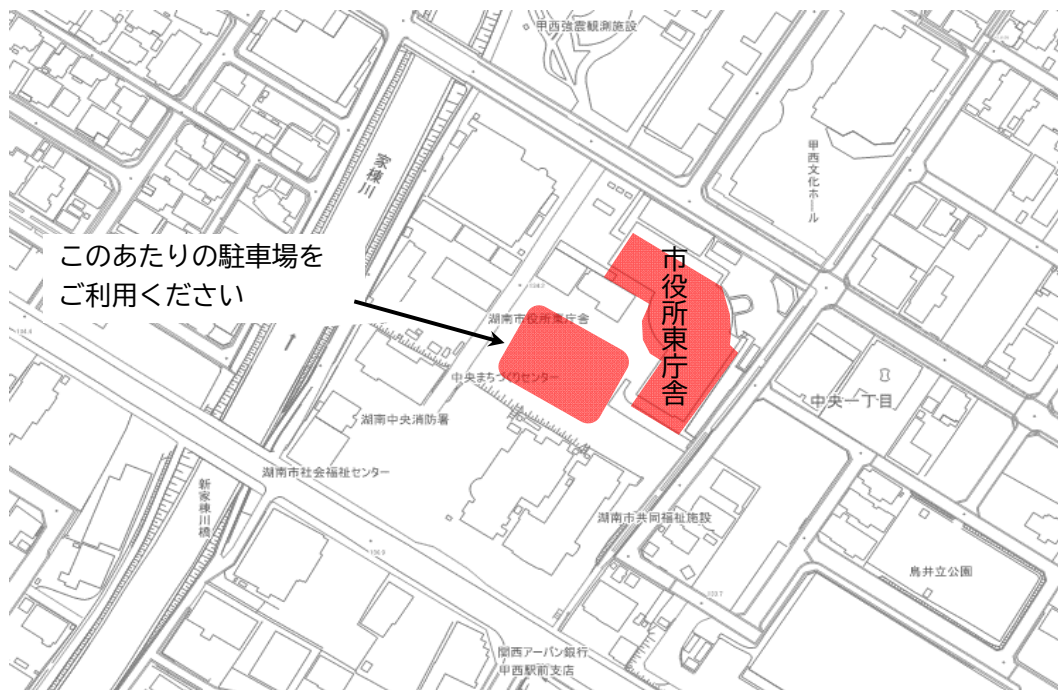 甲西強震観測施設
家棟川
甲西文化ホール
このあたりの駐車場を
ご利用ください
市役所東庁舎
104.2
湖南市役所東庁舎
中央まちづくりセンター
中央一丁目
湖南中央消防署
湖南市社会福祉センター
新家棟川橋
湖南市共同福祉施設
鳥井立公園
関西アーバン銀行
甲西駅前支店